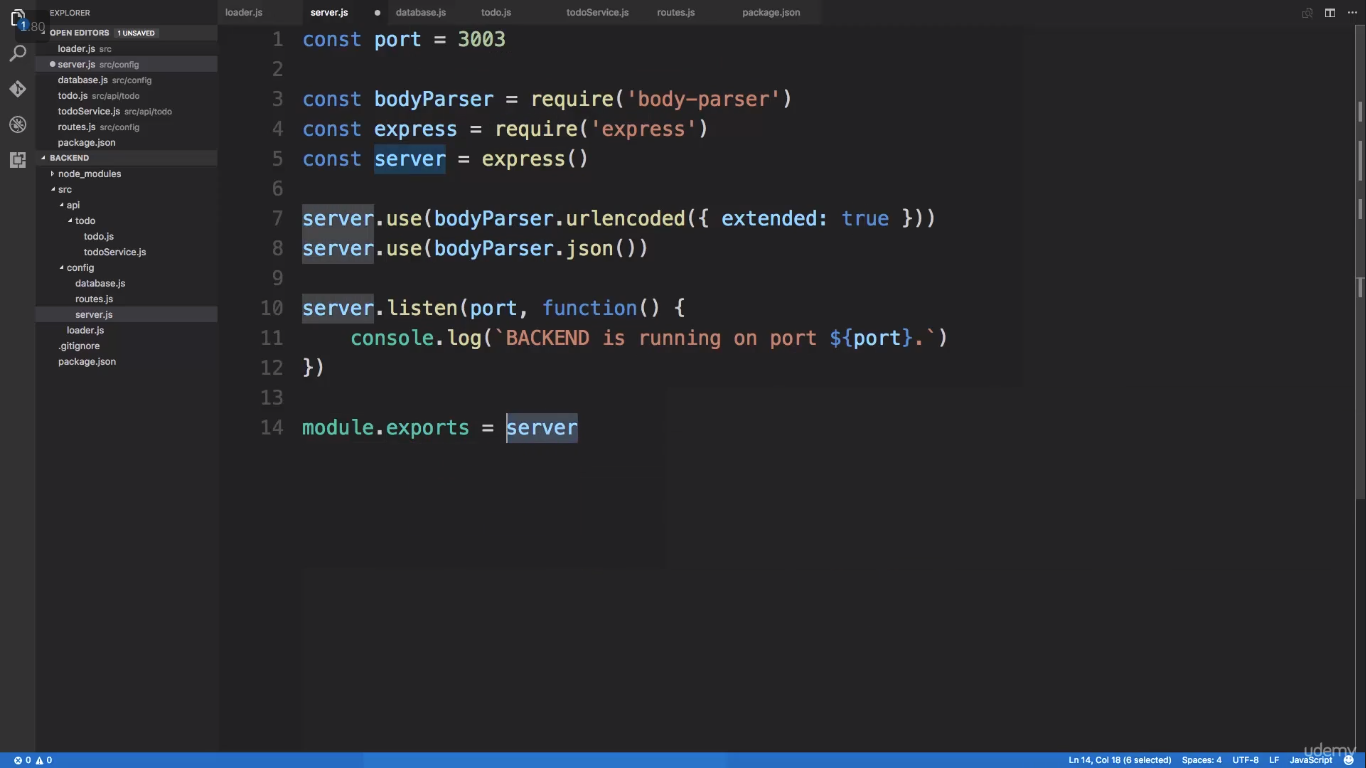 EXPLORER
1
80
OPEN EDITORS 1 UNSAVED
loader.js src
server.js src/config
database.js src/config
todo.js src/api/todo
todoService.js src/api/todo
routes.js src/config
package.json
BACKEND
node_modules
src
api
todo
todo.js
todoService.js
config
database.js
routes.js
server.js
loader.js
.gitignore
package.json
loader.js server.js database.js todo.js todoService.js routes.js package.json
1 const port = 3003
2
3 const bodyParser = require('body-parser')
4 const express = require('express')
5 const server = express()
6
7 server.use(bodyParser.urlencoded({ extended: true }))
8 server.use(bodyParser.json())
9
10 server.listen(port, function() {
11 console.log(`BACKEND is running on port ${port}.`)
12 })
13
14 module.exports = server
udemy
0 0 Ln 14, Col 18 (6 selected) Spaces: 4 UTF-8 LF JavaScript